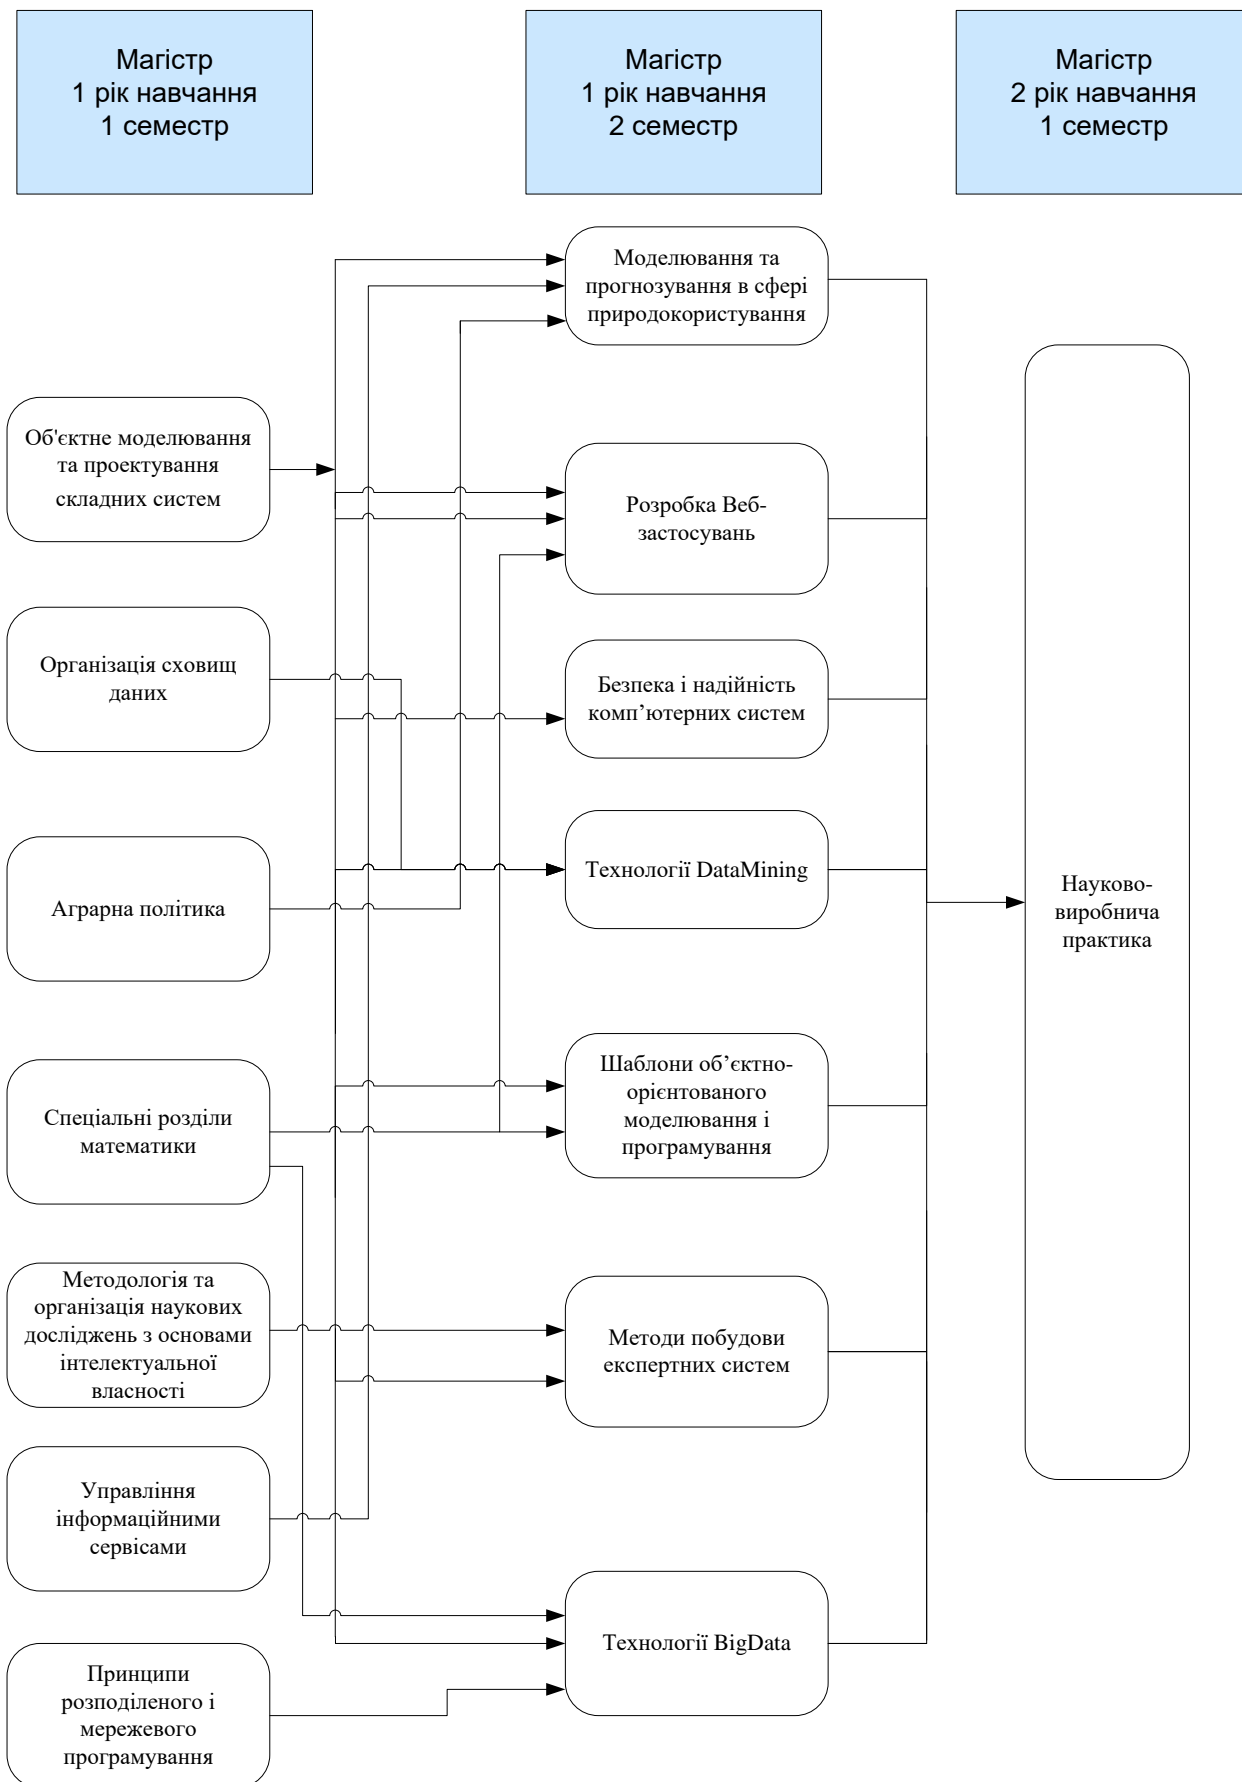 Магістр
1 рік навчання
1 семестр
Магістр
1 рік навчання
2 семестр
Магістр
2 рік навчання
1 семестр
Об'єктне моделювання
та проектування
складних систем
Організація сховищ
даних
Аграрна політика
Спеціальні розділи
математики
Методологія та
організація наукових
досліджень з основами
інтелектуальної
власності
Управління
інформаційними
сервісами
Принципи
розподіленого і
мережевого
програмування
Моделювання та
прогнозування в сфері
природокористування
Розробка Веб-
застосувань
Безпека і надійність
комп’ютерних систем
Технології DataMining
Шаблони об’єктно-
орієнтованого
моделювання і
програмування
Методи побудови
експертних систем
Технології BigData
Науково-
виробнича
практика